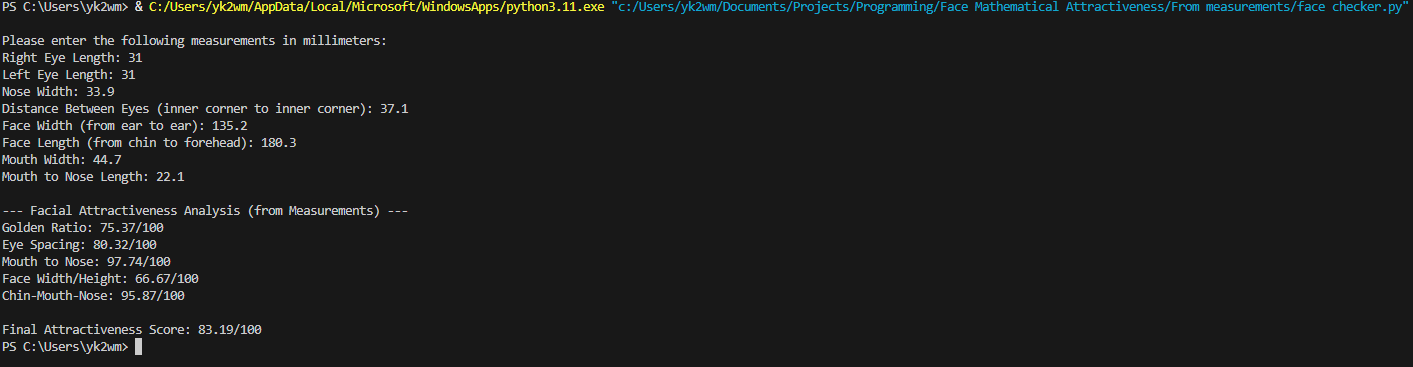 PS C:\Users\yk2wm> & C:/Users/yk2wm/AppData/Local/Microsoft/WindowsApps/python3.11.exe "c:/Users/yk2wm/Documents/Projects/Programming/Face Mathematical Attractiveness/From measurements/face checker.py"
Please enter the following measurements in millimeters:
Right Eye Length: 31
Left Eye Length: 31
Nose Width: 33.9
Distance Between Eyes (inner corner to inner corner): 37.1
Face Width (from ear to ear): 135.2
Face Length (from chin to forehead): 180.3
Mouth Width: 44.7
Mouth to Nose Length: 22.1
--- Facial Attractiveness Analysis (from Measurements) ---
Golden Ratio: 75.37/100
Eye Spacing: 80.32/100
Mouth to Nose: 97.74/100
Face Width/Height: 66.67/100
Chin-Mouth-Nose: 95.87/100
Final Attractiveness Score: 83.19/100
PS C:\Users\yk2wm>